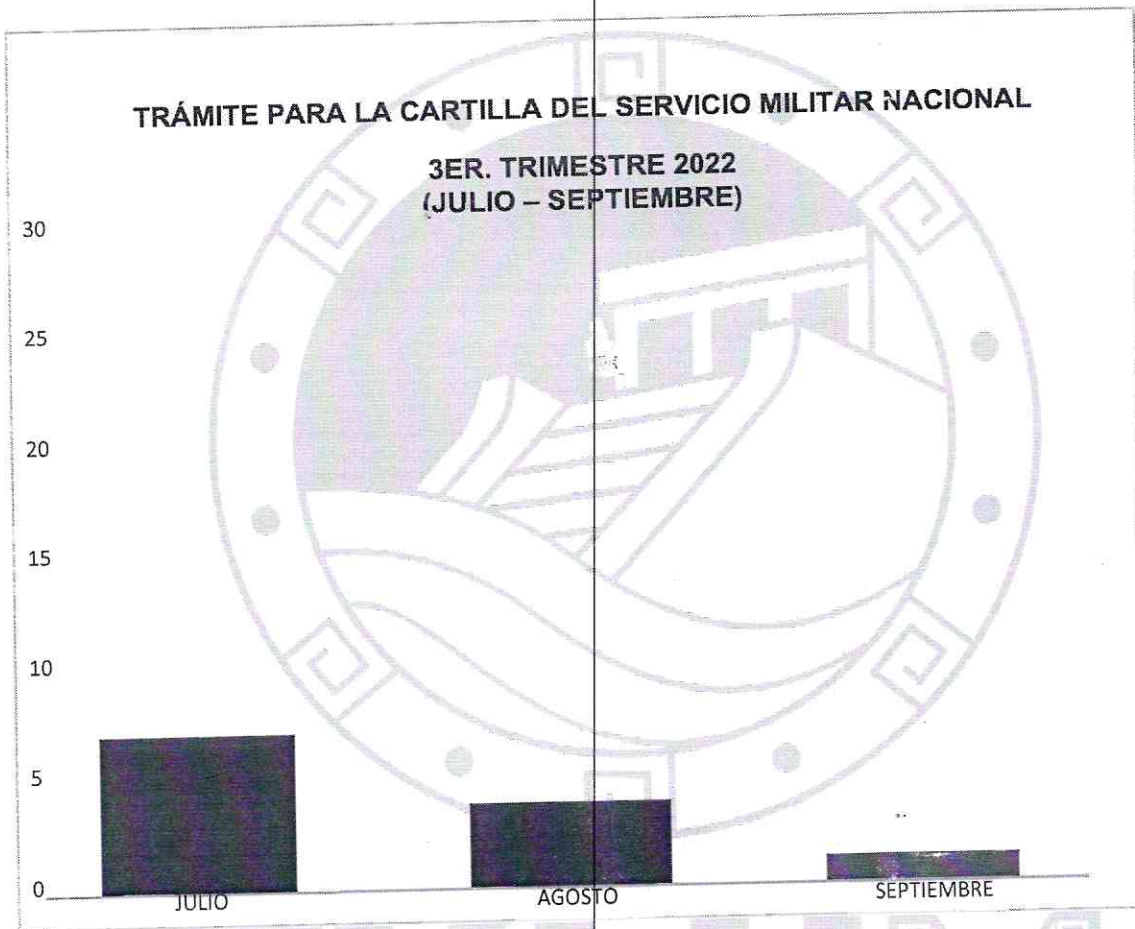 TRÁMITE PARA LA CARTILLA DEL SERVICIO MILITAR NACIONAL
3ER. TRIMESTRE 2022
(JULIO – SEPTIEMBRE)
30
25
20
15
10
5
0
JULIO
AGOSTO
SEPTIEMBRE